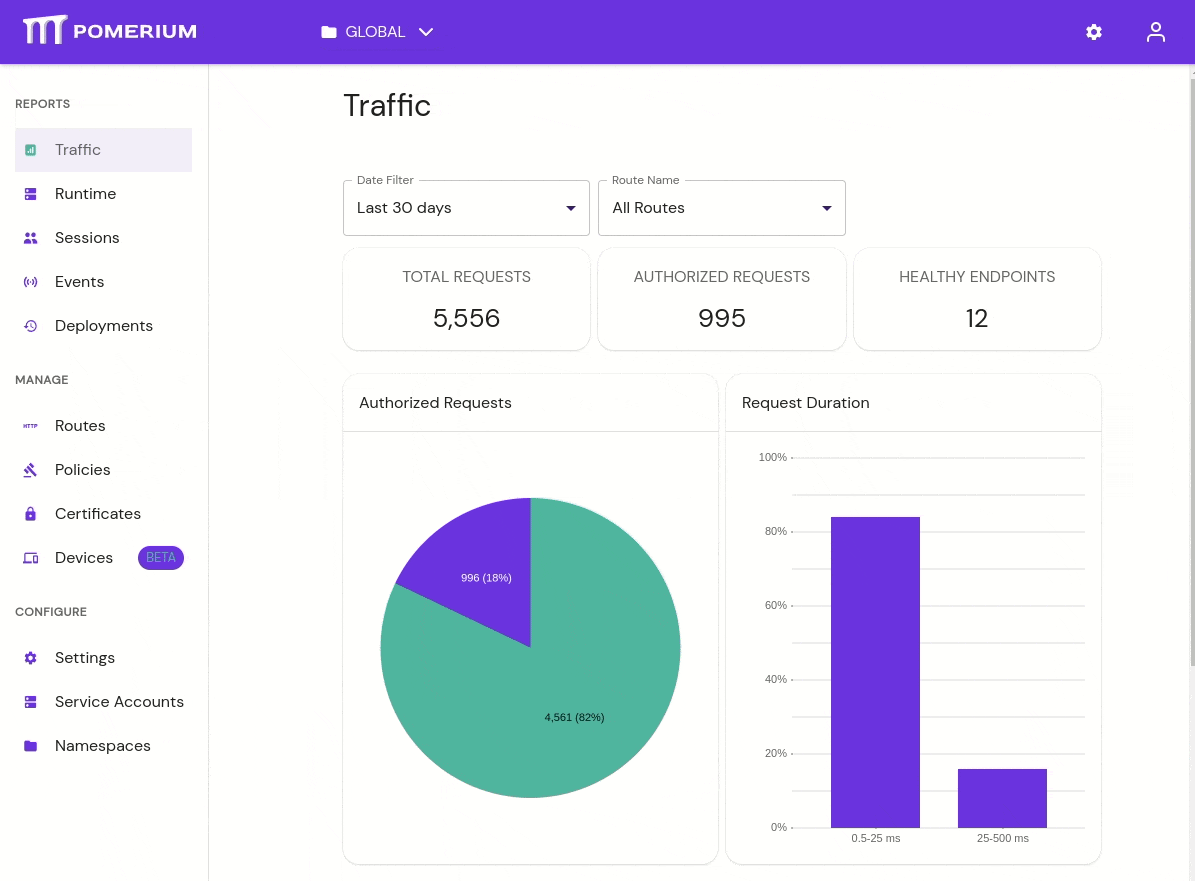 POMERIUM
GLOBAL
REPORTS
Traffic
Runtime
Sessions
Events
Deployments
MANAGE
HTTP
Routes
Policies
Certificates
Devices
BETA
CONFIGURE
Settings
Service Accounts
Namespaces
Traffic
Date Filter
Last 30 days
Route Name
All Routes
TOTAL REQUESTS
5,556
AUTHORIZED REQUESTS
995
HEALTHY ENDPOINTS
12
Authorized Requests
996 (18%)
4,561 (82%)
Request Duration
100%
80%
60%
40%
20%
0%
0.5-25 ms
25-500 ms